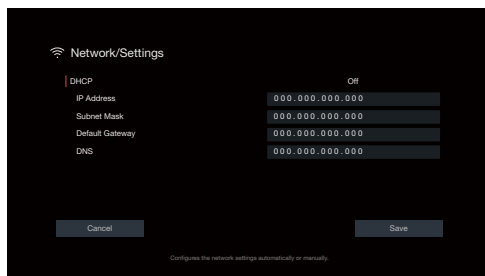 Network/Settings
DHCP Off
IP Address 000.000.000.000
Subnet Mask 000.000.000.000
Default Gateway 000.000.000.000
DNS 000.000.000.000
Cancel Save
Configures the network settings automatically or manually.